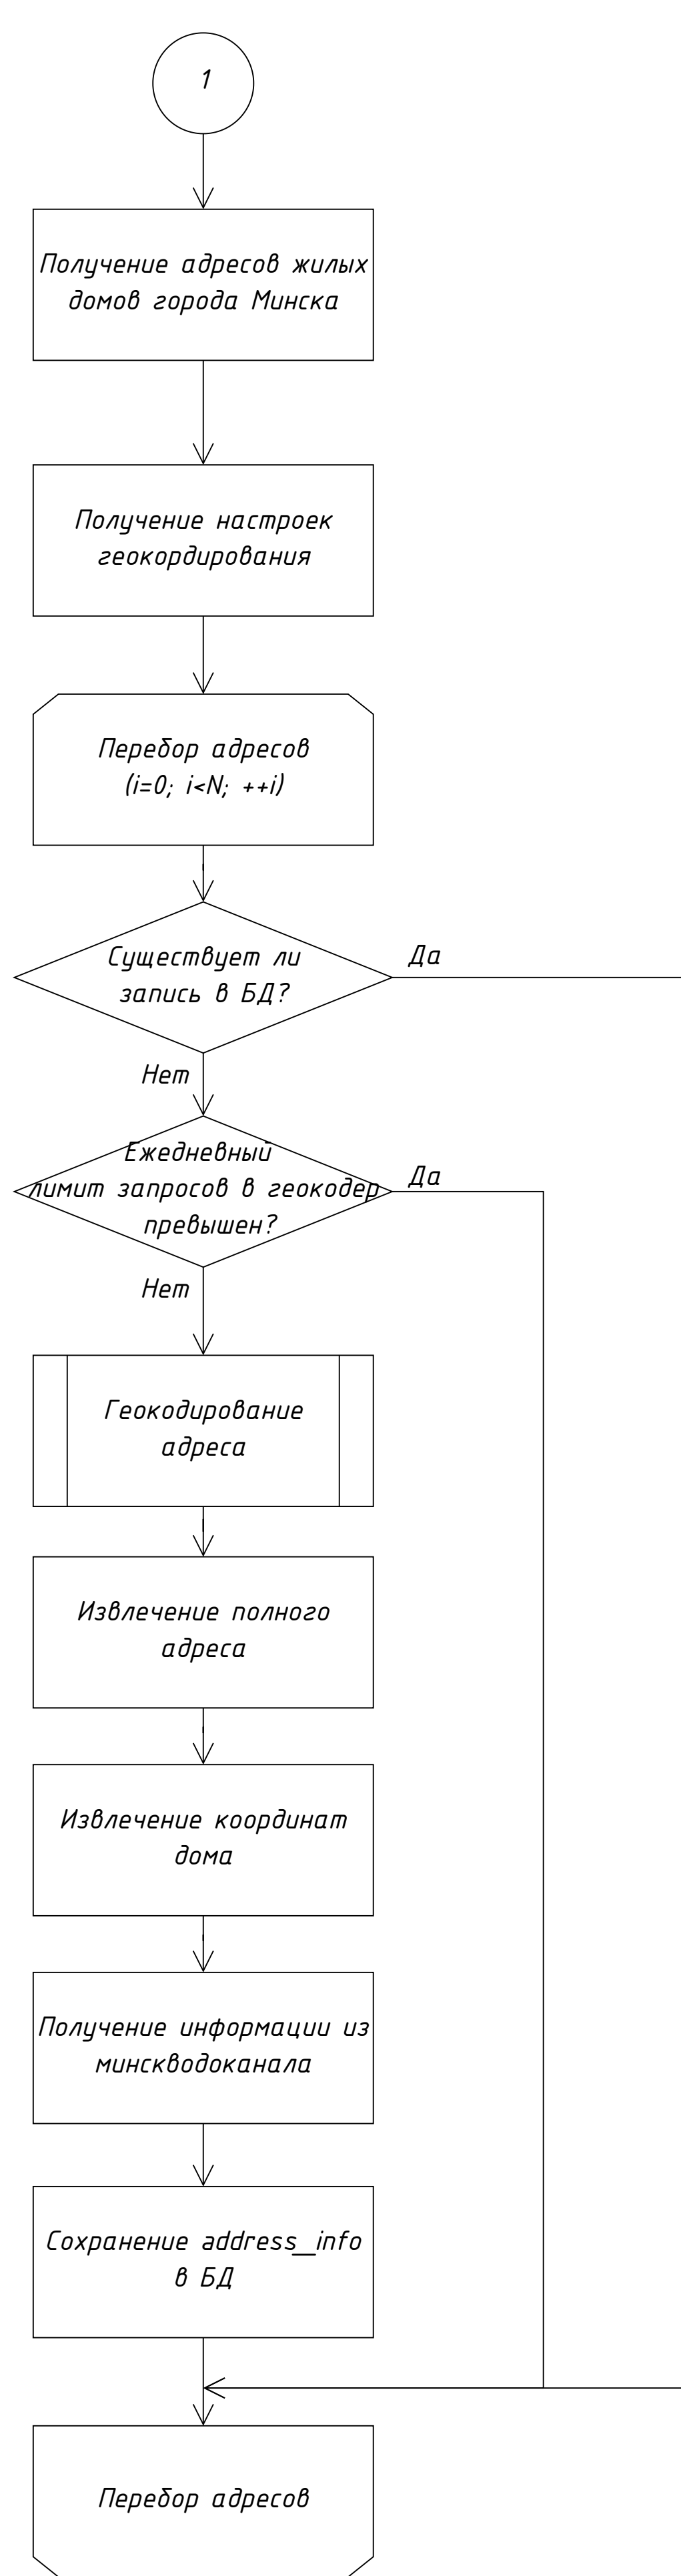 1
Получение адресов жилых
домов города Минска
Получение настроек
геокордирования
Перебор адресов
(i=0; i<N; ++i)
Существует ли
запись в БД?
Да
Нет
Ежедневный
лимит запросов в геокодер
превышен?
Да
Нет
Геокодирование
адреса
Извлечение полного
адреса
Извлечение координат
дома
Получение информации из
минскводоканала
Сохранение address_info
в БД
Перебор адресов